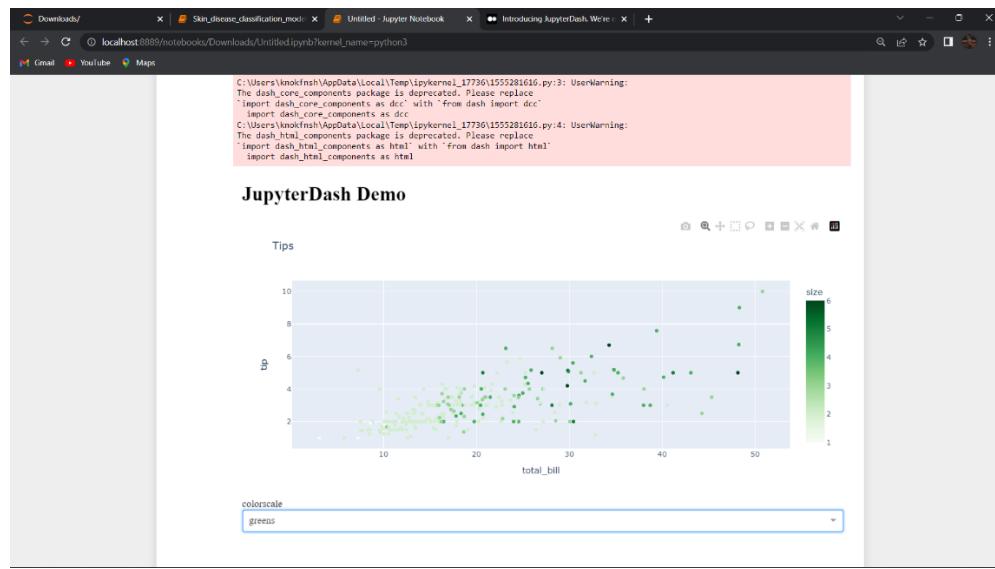 Downloads/
Skin_disease_classification_mode
Untitled - Jupyter Notebook
Introducing JupyterDash. We're
localhost:8889/notebooks/Downloads/Untitled.ipynb?kernel_name=python3
Gmail
YouTube
Maps
C:\Users\knokfnsh\AppData\Local\Temp\ipykernel_17736\1555281616.py:3: UserWarning:
The dash_core_components package is deprecated. Please replace
`import dash_core_components as dcc` with `from dash import dcc`
import dash_core_components as dcc
C:\Users\knokfnsh\AppData\Local\Temp\ipykernel_17736\1555281616.py:4: UserWarning:
The dash_html_components package is deprecated. Please replace
`import dash_html_components as html` with `from dash import html`
import dash_html_components as html
JupyterDash Demo
Tips
10
8
6
4
2
tip
10
20
30
40
50
total_bill
size
6
5
4
3
2
1
colorscale
greens